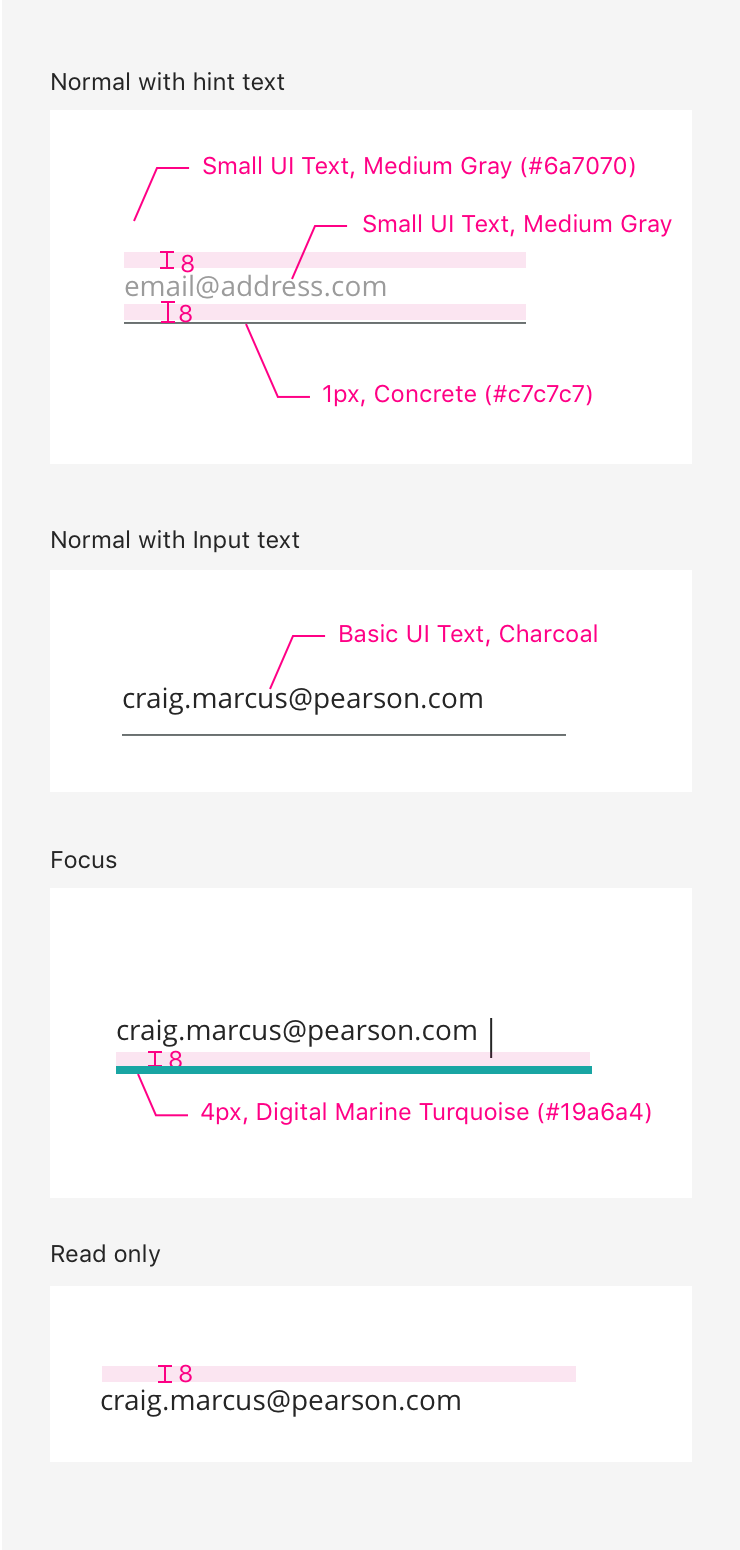 Normal with hint text
Small UI Text, Medium Gray (#6a7070)
Small UI Text, Medium Gray
8
email@address.com
8
1px, Concrete (#c7c7c7)
Normal with Input text
Basic UI Text, Charcoal
craig.marcus@pearson.com
Focus
craig.marcus@pearson.com
8
4px, Digital Marine Turquoise (#19a6a4)
Read only
8
craig.marcus@pearson.com